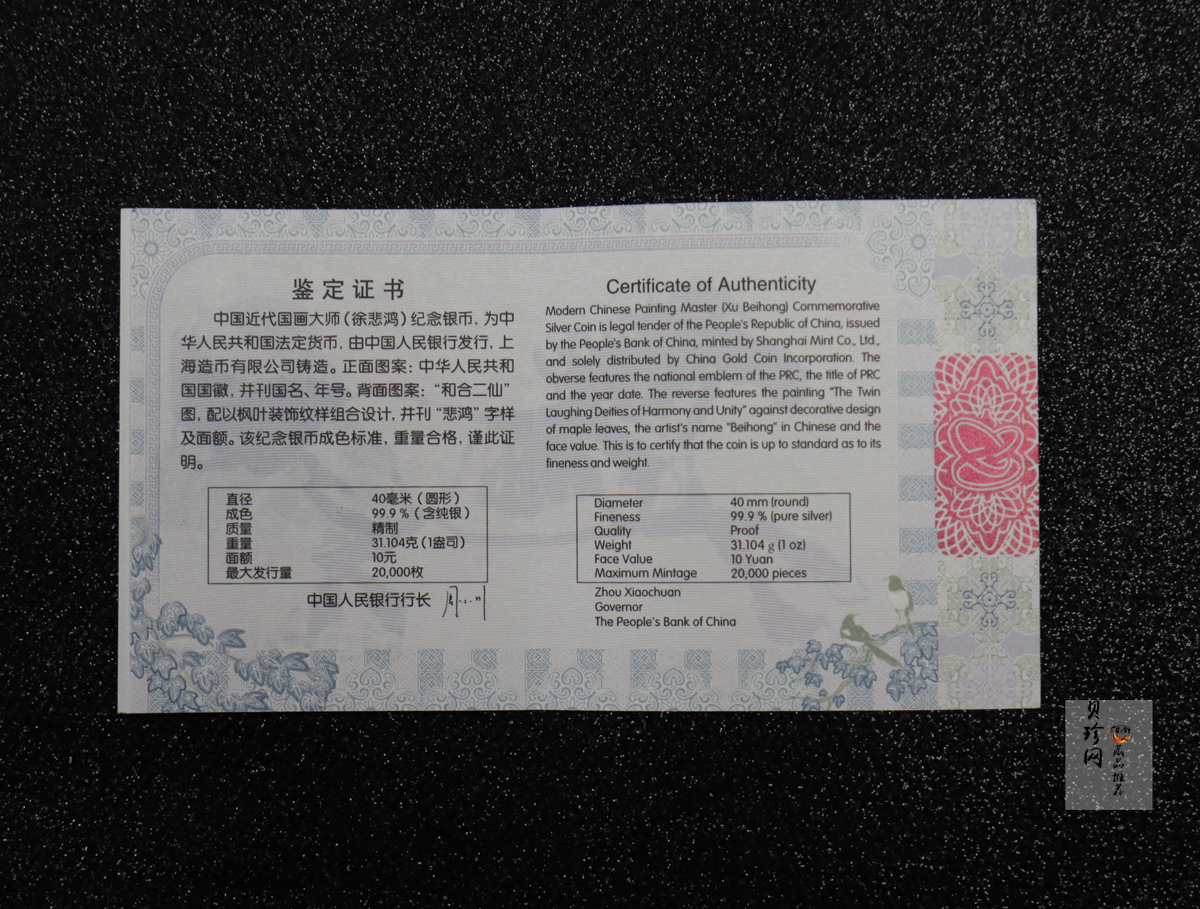 鉴定证书
中国近代国画大师（徐悲鸿）纪念银币，为中
华人民共和国法定货币，由中国人民银行发行，上
海造币有限公司铸造。正面图案：中华人民共和
国国徽，并刊国名、年号。背面图案：“和合二仙”
图，配以枫叶装饰纹样组合设计，并刊“悲鸿”字样
及面额。该纪念银币成色标准，重量合格，谨此证
明。
直径 40毫米（圆形）
成色 99.9％（含纯银）
质量 精制
重量 31.104克（1盎司）
面额 10元
最大发行量 20,000枚
中国人民银行行长
Certificate of Authenticity
Modern Chinese Painting Master (Xu Beihong) Commemorative
Silver Coin is legal tender of the People's Republic of China, issued
by the People's Bank of China, minted by Shanghai Mint Co., Ltd.,
and solely distributed by China Gold Coin Incorporation. The
obverse features the national emblem of the PRC, the title of PRC
and the year date. The reverse features the painting "The Twin
Laughing Deities of Harmony and Unity" against decorative design
of maple leaves, the artist's name "Beihong" in Chinese and the
face value. This is to certify that the coin is up to standard as to its
fineness and weight.
Diameter 40 mm (round)
Fineness 99.9 % (pure silver)
Quality Proof
Weight 31.104 g (1 oz)
Face Value 10 Yuan
Maximum Mintage 20,000 pieces
Zhou Xiaochuan
Governor
The People's Bank of China
贝珍网
藏品推荐